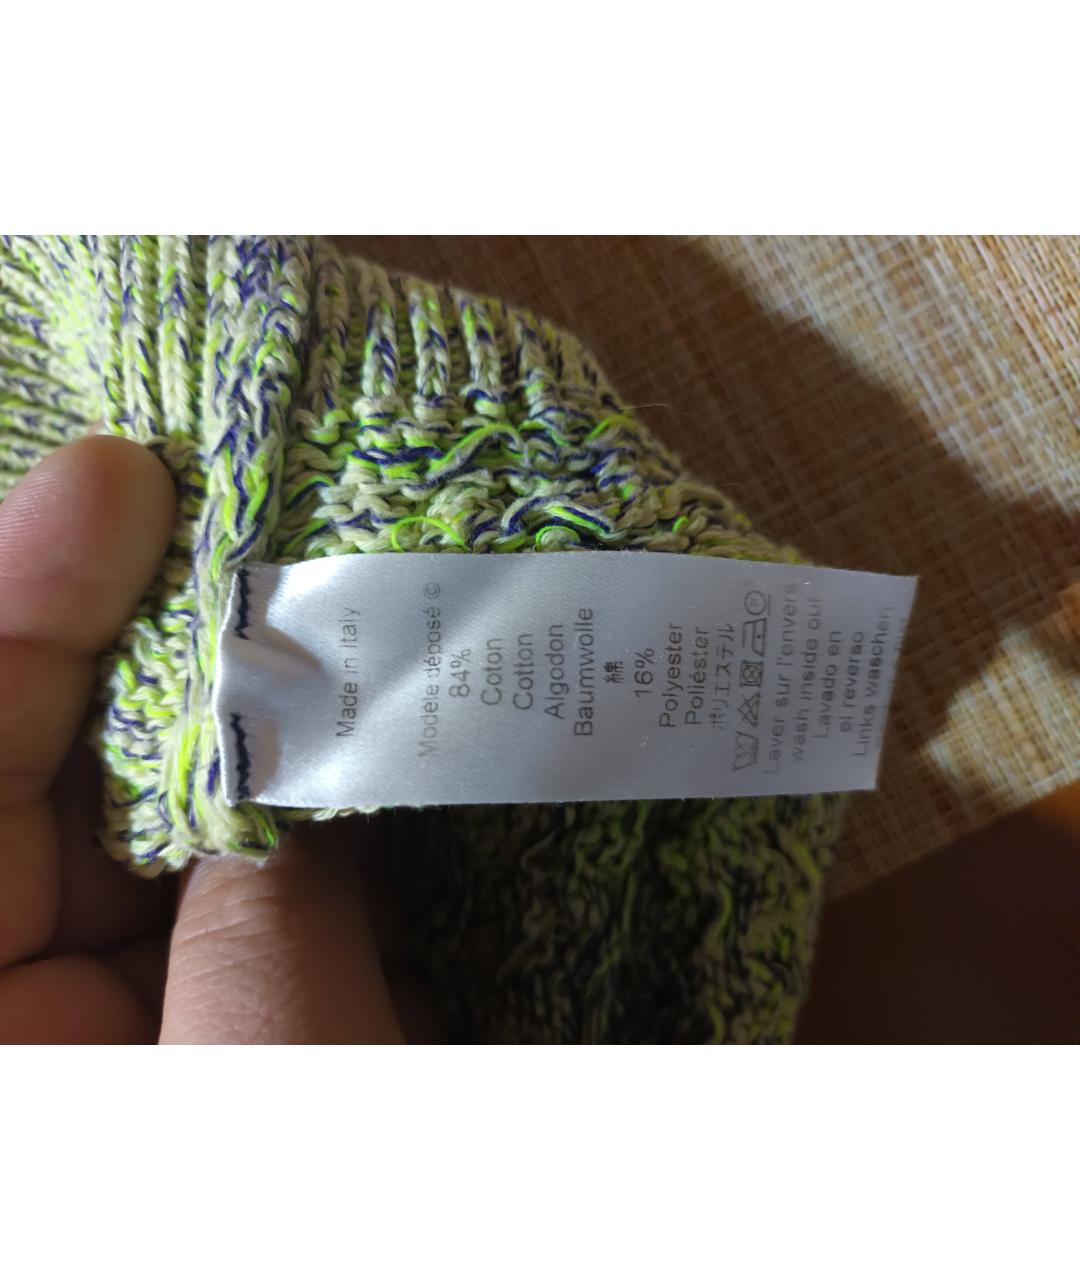 Made in Italy
Modèle déposé ©
84%
Coton
Cotton
Algodon
Baumwolle
綿
16%
Polyester
Poliéster
ポリエステル
30
Laver sur l'envers
wash inside out
Lavado en
el reverso
Links waschen